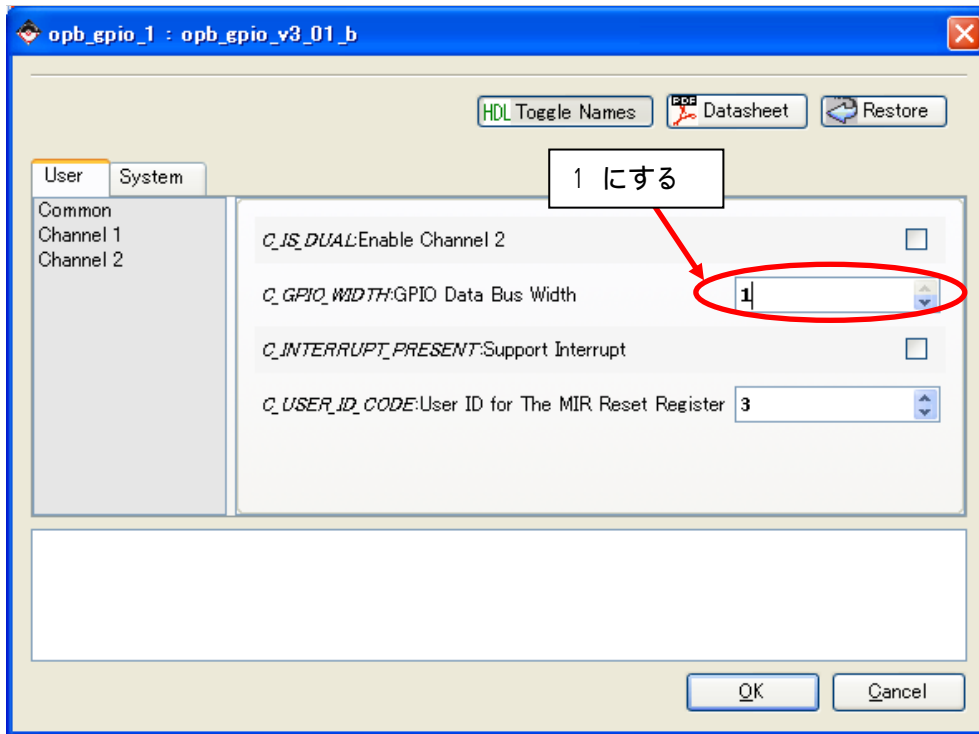 opb_gpio_1 : opb_gpio_v3_01_b
HDL Toggle Names
PDF Datasheet
Restore
1 にする
User System
Common
Channel 1
Channel 2
C_IS_DUAL:Enable Channel 2
C_GPIO_WIDTH:GPIO Data Bus Width 1
C_INTERRUPT_PRESENT:Support Interrupt
C_USER_ID_CODE:User ID for The MIR Reset Register 3
OK Cancel